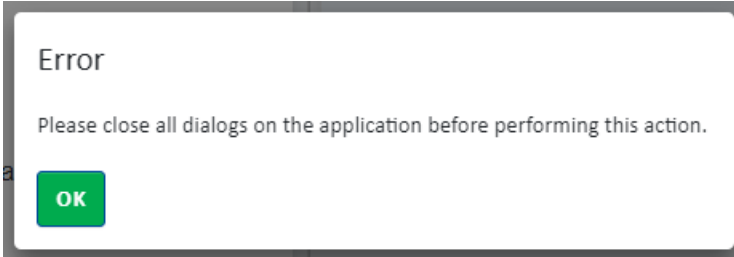 Error
Please close all dialogs on the application before performing this action.
a
OK